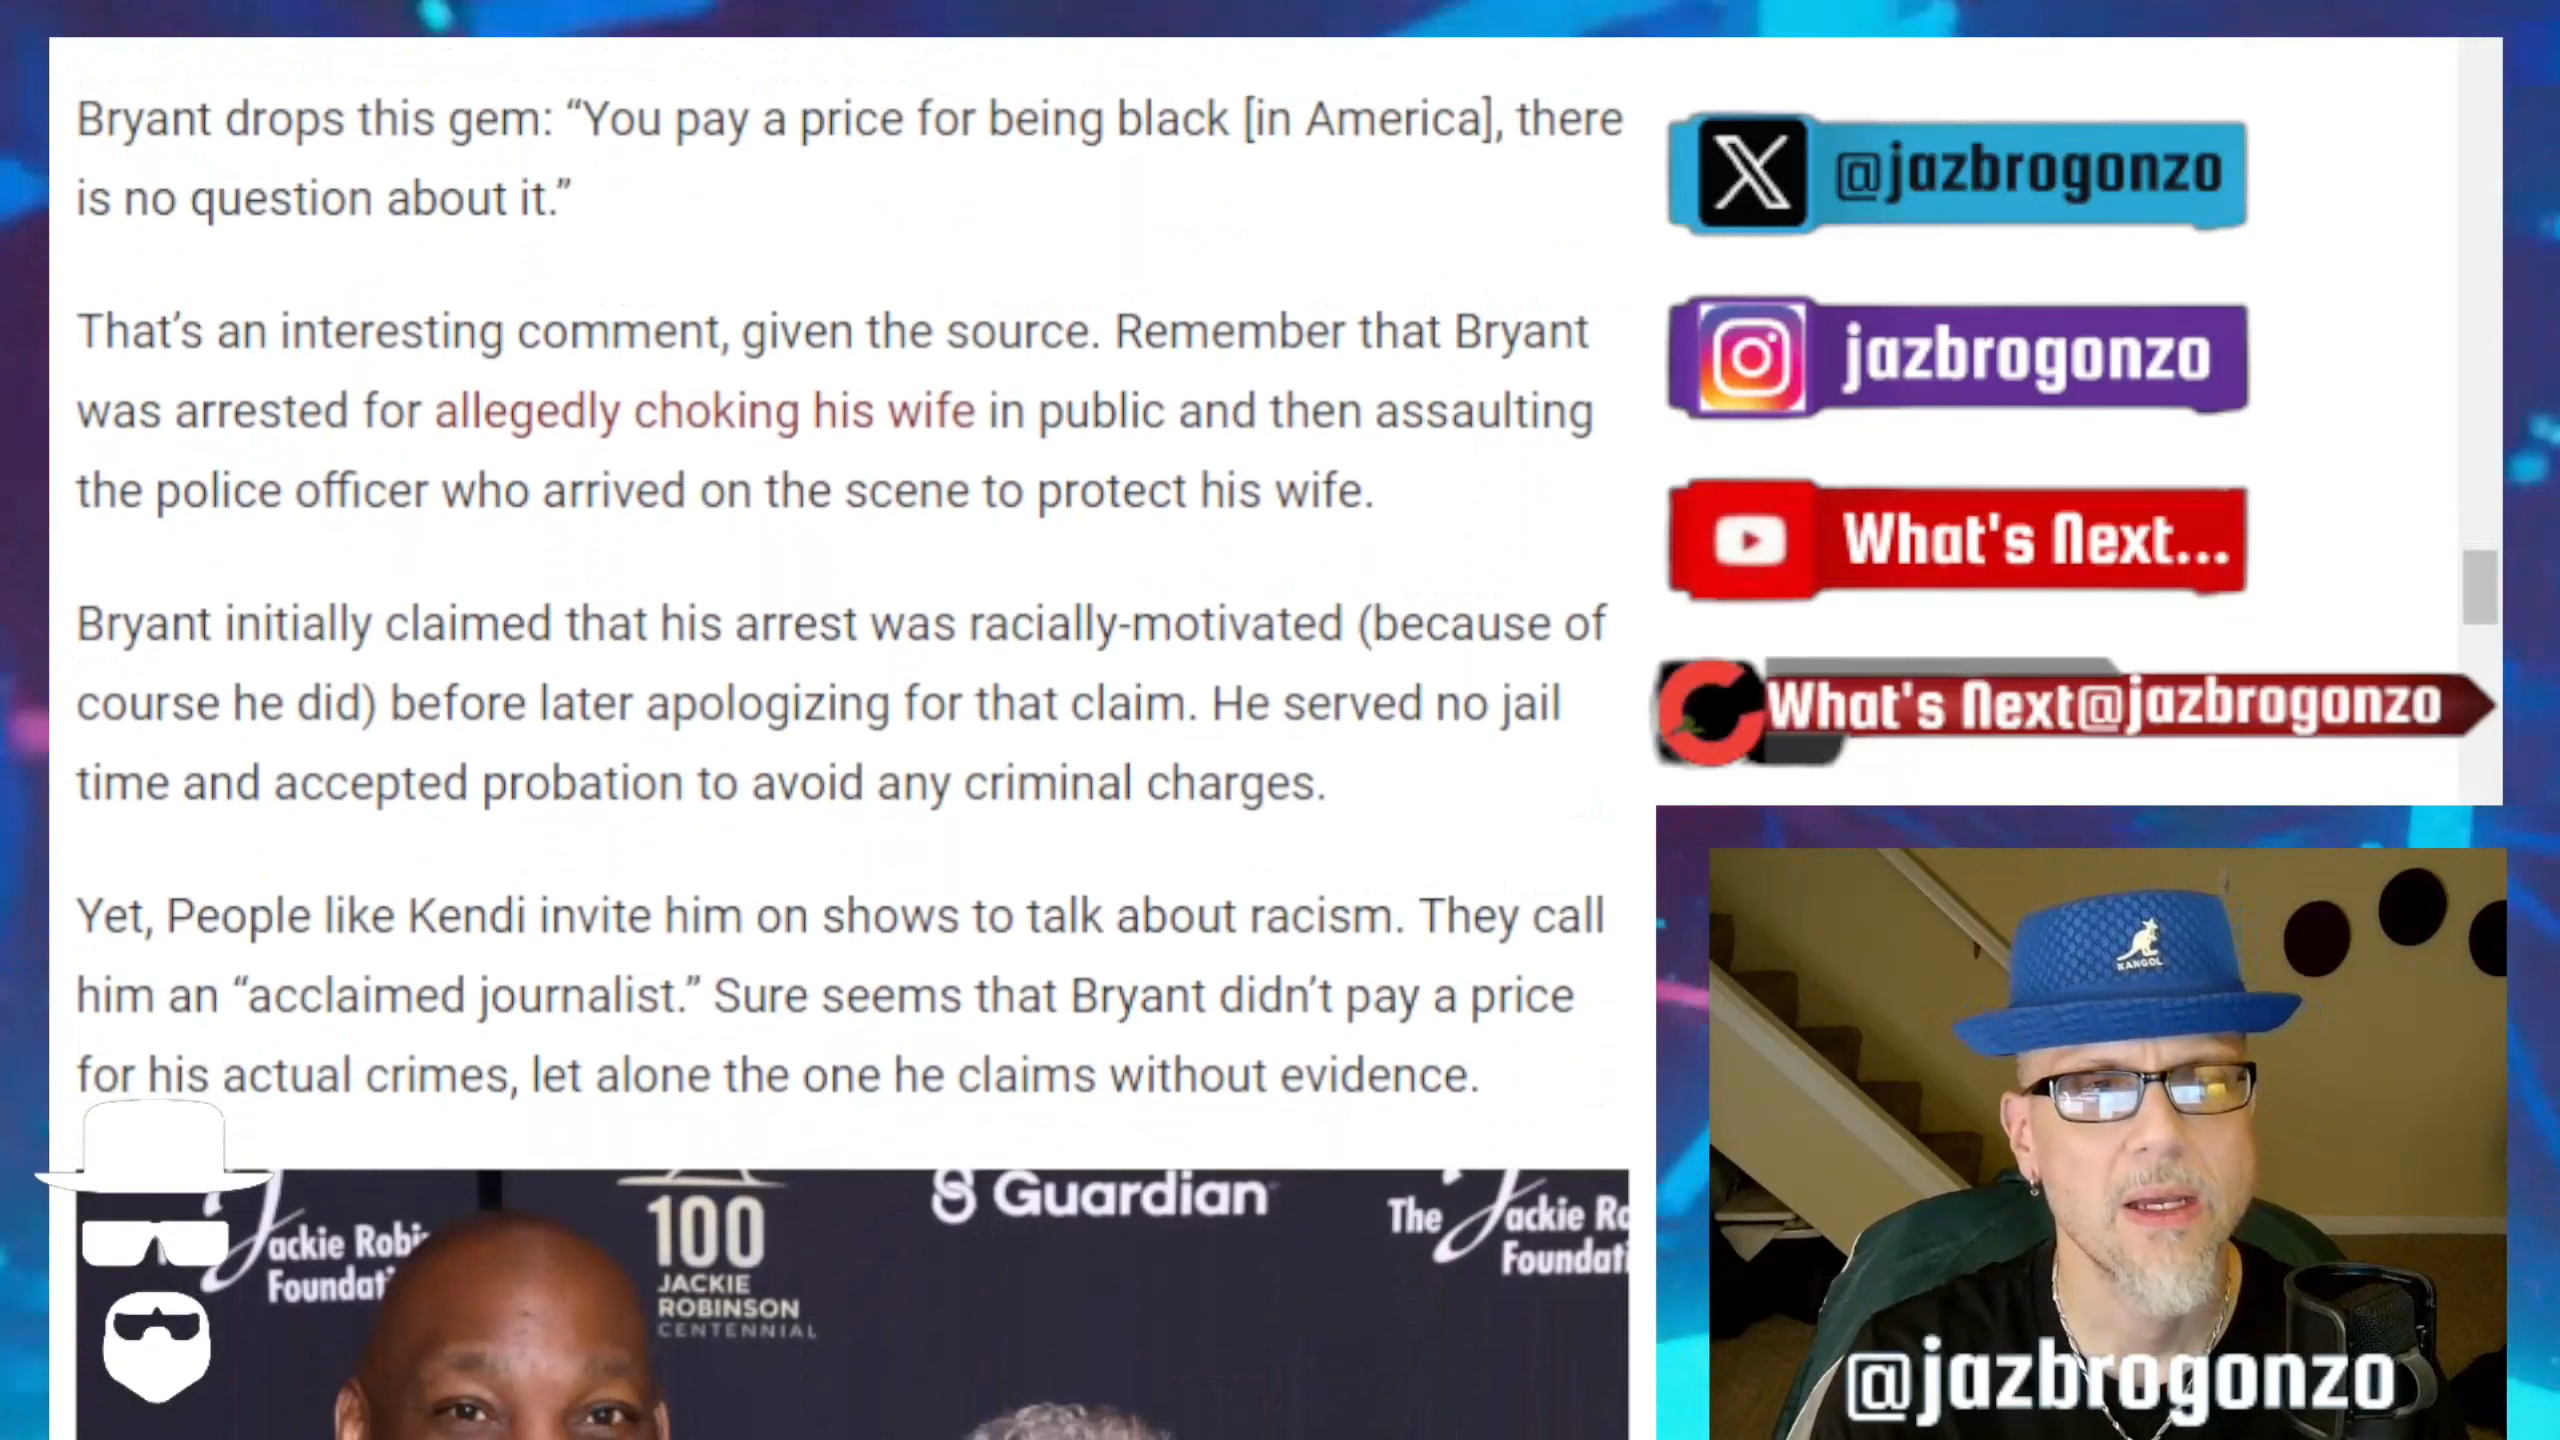 Bryant drops this gem: “You pay a price for being black [in America], there
is no question about it.”
That’s an interesting comment, given the source. Remember that Bryant
was arrested for allegedly choking his wife in public and then assaulting
the police officer who arrived on the scene to protect his wife.
Bryant initially claimed that his arrest was racially-motivated (because of
course he did) before later apologizing for that claim. He served no jail
time and accepted probation to avoid any criminal charges.
Yet, People like Kendi invite him on shows to talk about racism. They call
him an “acclaimed journalist.” Sure seems that Bryant didn’t pay a price
for his actual crimes, let alone the one he claims without evidence.
@jazbrogonzo
jazbrogonzo
What's Next...
What's Next@jazbrogonzo
KANGOL
@jazbrogonzo
Jackie Robi
Foundati
100
JACKIE
ROBINSON
CENTENNIAL
Guardian
The Jackie Ro
Foundati